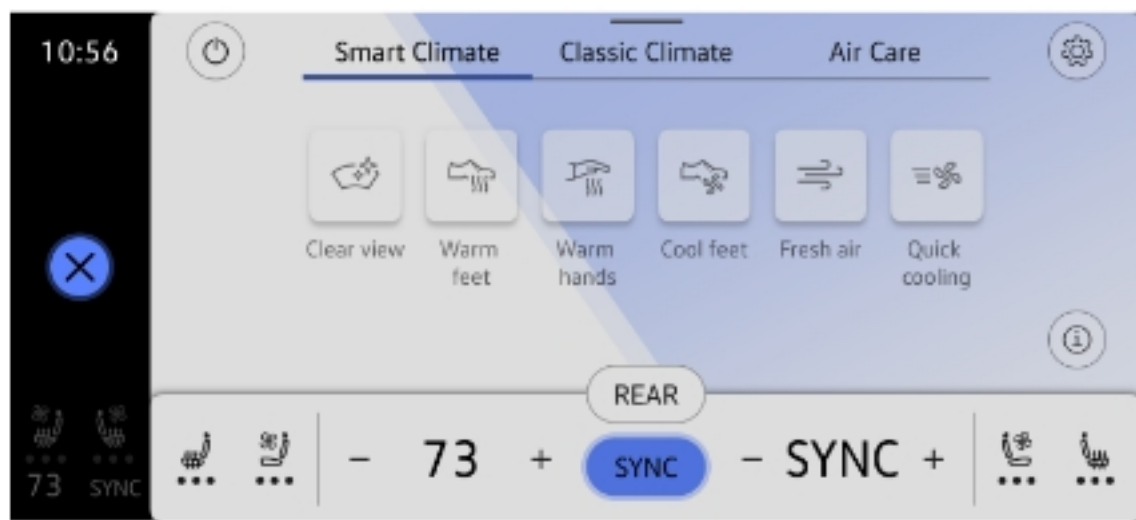 10:56
Smart Climate
Classic Climate
Air Care
Clear view
Warm
feet
Warm
hands
Cool feet
Fresh air
Quick
cooling
REAR
73
SYNC
SYNC
73
SYNC